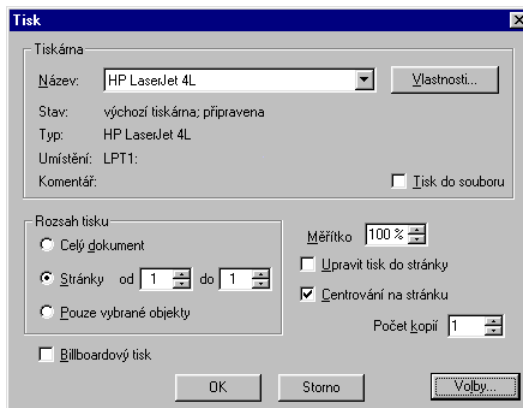 Tisk
Tiskárna
Název: HP LaserJet 4L Vlastnosti...
Stav: výchozí tiskárna; připravena
Typ: HP LaserJet 4L
Umístění: LPT1:
Komentář: Tisk do souboru
Rozsah tisku
Celý dokument
Stránky od 1 do 1
Pouze vybrané objekty
Billboardový tisk
Měřítko 100 %
Upravit tisk do stránky
Centrování na stránku
Počet kopií 1
OK Storno Volby...